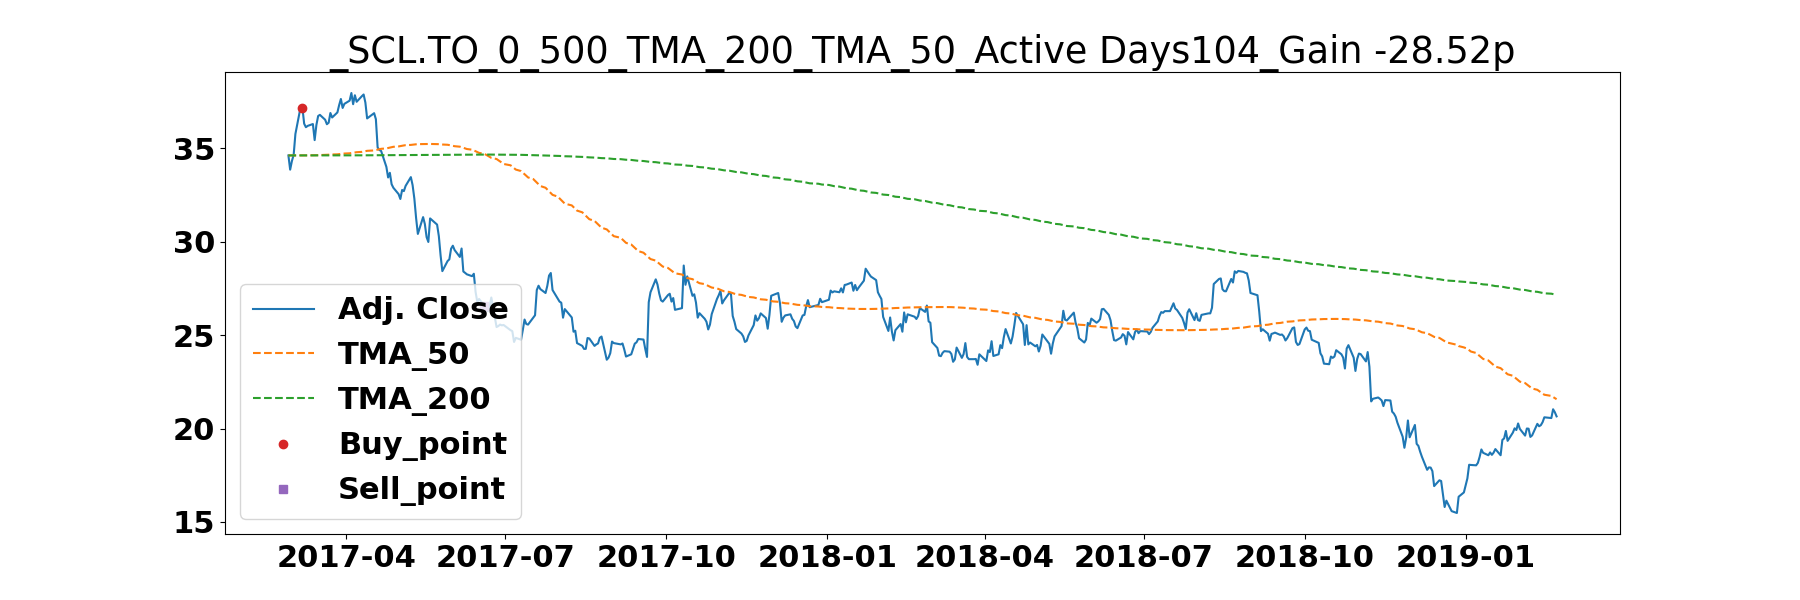 _SCL.TO_0_500_TMA_200_TMA_50_Active Days104_Gain -28.52p
35
30
25
20
15
Adj. Close
TMA_50
TMA_200
Buy_point
Sell_point
2017-04 2017-07 2017-10 2018-01 2018-04 2018-07 2018-10 2019-01